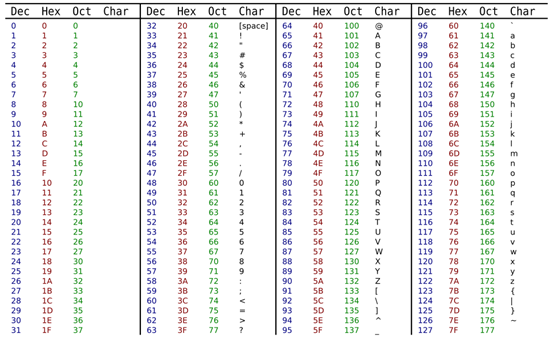 Dec Hex Oct Char Dec Hex Oct Char Dec Hex Oct Char Dec Hex Oct Char
0 0 0 32 20 40 [space] 64 40 100 @ 96 60 140 `
1 1 1 33 21 41 ! 65 41 101 A 97 61 141 a
2 2 2 34 22 42 " 66 42 102 B 98 62 142 b
3 3 3 35 23 43 # 67 43 103 C 99 63 143 c
4 4 4 36 24 44 $ 68 44 104 D 100 64 144 d
5 5 5 37 25 45 % 69 45 105 E 101 65 145 e
6 6 6 38 26 46 & 70 46 106 F 102 66 146 f
7 7 7 39 27 47 ' 71 47 107 G 103 67 147 g
8 8 10 40 28 50 ( 72 48 110 H 104 68 150 h
9 9 11 41 29 51 ) 73 49 111 I 105 69 151 i
10 A 12 42 2A 52 * 74 4A 112 J 106 6A 152 j
11 B 13 43 2B 53 + 75 4B 113 K 107 6B 153 k
12 C 14 44 2C 54 , 76 4C 114 L 108 6C 154 l
13 D 15 45 2D 55 - 77 4D 115 M 109 6D 155 m
14 E 16 46 2E 56 . 78 4E 116 N 110 6E 156 n
15 F 17 47 2F 57 / 79 4F 117 O 111 6F 157 o
16 10 20 48 30 60 0 80 50 120 P 112 70 160 p
17 11 21 49 31 61 1 81 51 121 Q 113 71 161 q
18 12 22 50 32 62 2 82 52 122 R 114 72 162 r
19 13 23 51 33 63 3 83 53 123 S 115 73 163 s
20 14 24 52 34 64 4 84 54 124 T 116 74 164 t
21 15 25 53 35 65 5 85 55 125 U 117 75 165 u
22 16 26 54 36 66 6 86 56 126 V 118 76 166 v
23 17 27 55 37 67 7 87 57 127 W 119 77 167 w
24 18 30 56 38 70 8 88 58 130 X 120 78 170 x
25 19 31 57 39 71 9 89 59 131 Y 121 79 171 y
26 1A 32 58 3A 72 : 90 5A 132 Z 122 7A 172 z
27 1B 33 59 3B 73 ; 91 5B 133 [ 123 7B 173 {
28 1C 34 60 3C 74 < 92 5C 134 \ 124 7C 174 |
29 1D 35 61 3D 75 = 93 5D 135 ] 125 7D 175 }
30 1E 36 62 3E 76 > 94 5E 136 ^ 126 7E 176 ~
31 1F 37 63 3F 77 ? 95 5F 137 _ 127 7F 177